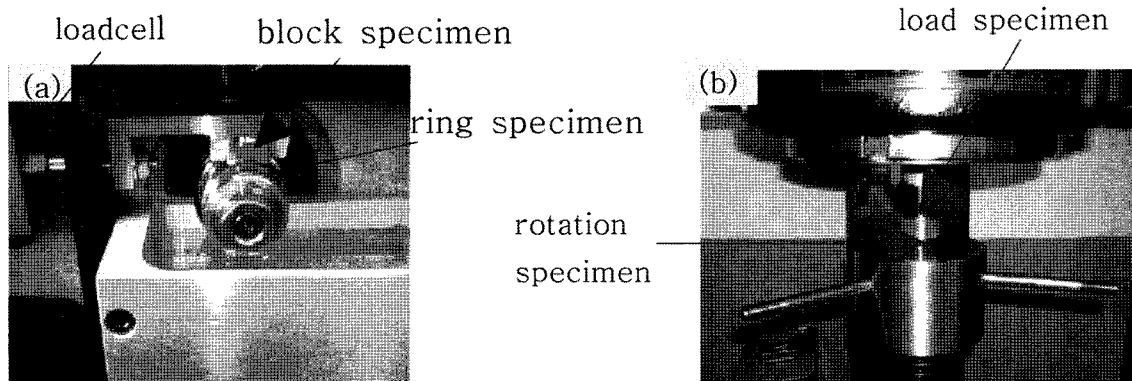 loadcell
block specimen
(a)
ring specimen
load specimen
(b)
rotation
specimen